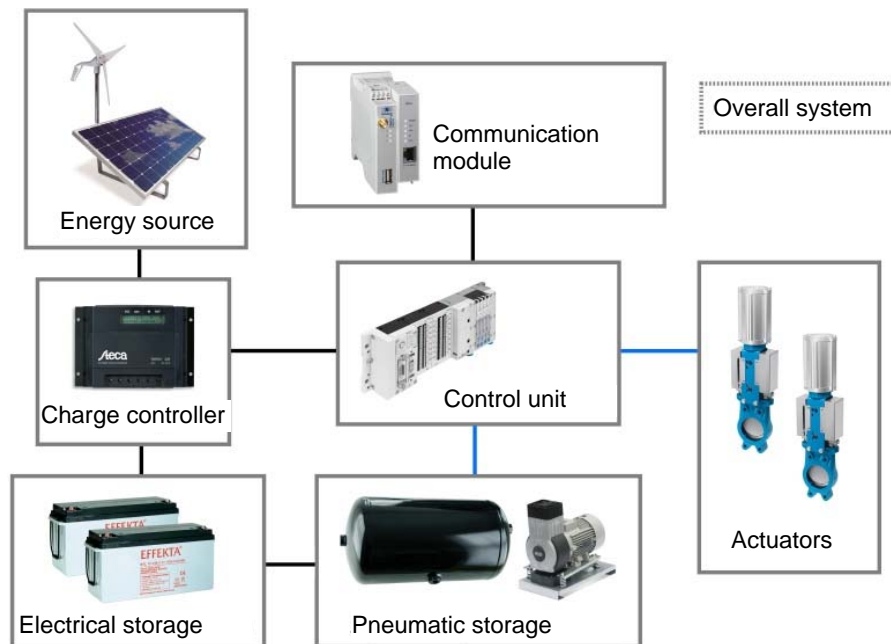 Overall system
Communication
module
Energy source
Steca
Charge controller
Control unit
EFFEKTA
EFFEKTA
Electrical storage
Pneumatic storage
Actuators